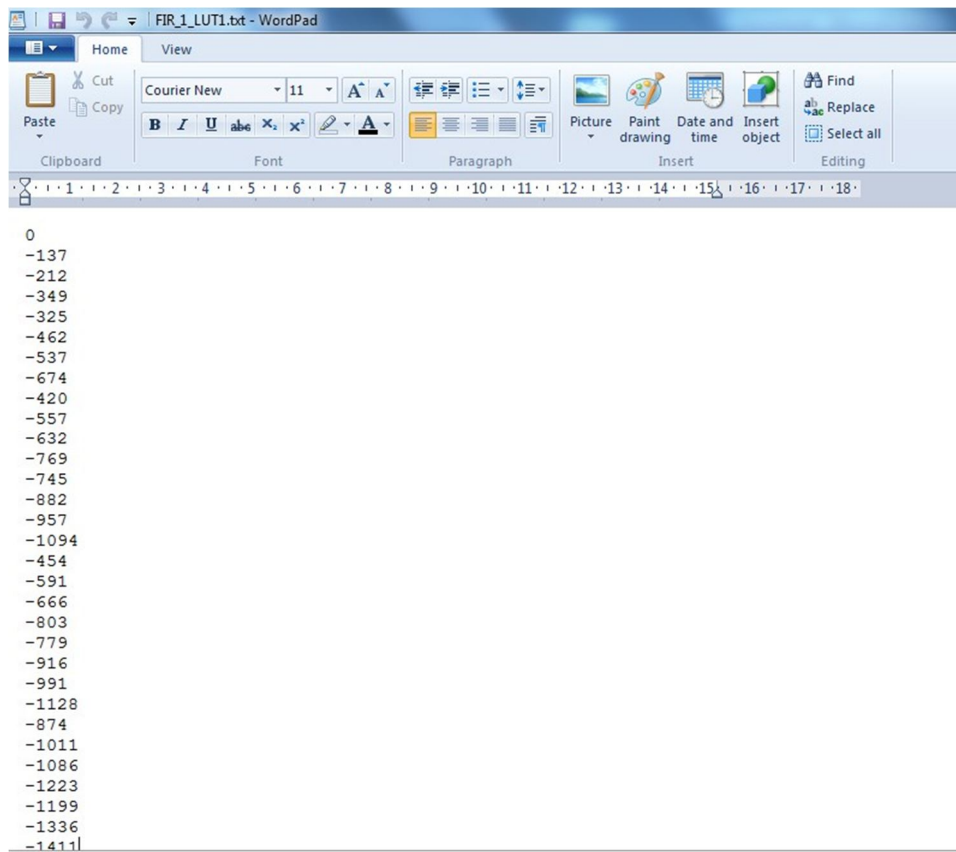 FIR_1_LUT1.txt - WordPad
Home View
Cut
Copy
Paste
Clipboard
Courier New 11
B I U abc X₂ X² A
Font
Paragraph
Picture
Paint drawing
Date and time
Insert object
Insert
Find
Replace
Select all
Editing
1 2 3 4 5 6 7 8 9 10 11 12 13 14 15 16 17 18
0
-137
-212
-349
-325
-462
-537
-674
-420
-557
-632
-769
-745
-882
-957
-1094
-454
-591
-666
-803
-779
-916
-991
-1128
-874
-1011
-1086
-1223
-1199
-1336
-1411